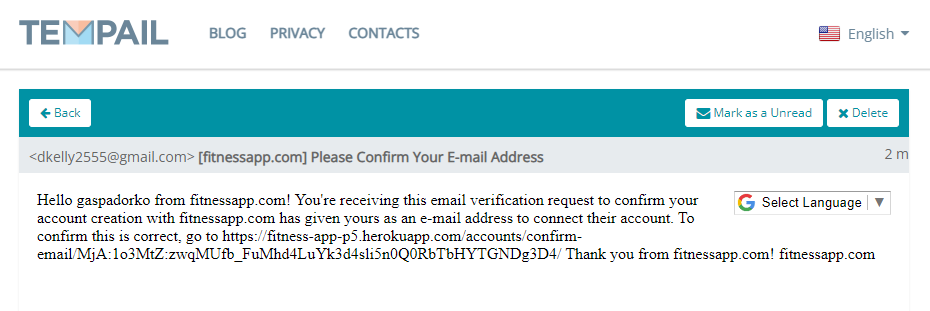 TEMPAIL BLOG PRIVACY CONTACTS English
Back Mark as a Unread Delete
<dkelly2555@gmail.com> [fitnessapp.com] Please Confirm Your E-mail Address 2 m
Hello gaspadorko from fitnessapp.com! You're receiving this email verification request to confirm your
Select Language
account creation with fitnessapp.com has given yours as an e-mail address to connect their account. To
confirm this is correct, go to https://fitness-app-p5.herokuapp.com/accounts/confirm-
email/MjA:1o3MtZ:zwqMUfb_FuMhd4LuYk3d4sli5n0Q0RbTbHYTGNDg3D4/ Thank you from fitnessapp.com! fitnessapp.com